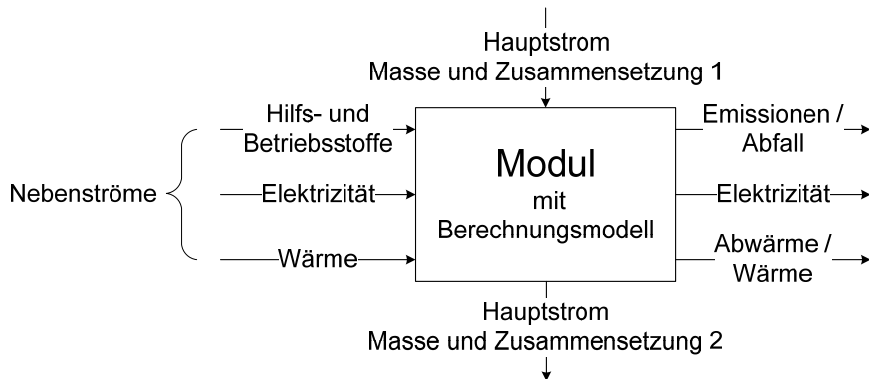 Hauptstrom
Masse und Zusammensetzung 1
Nebenströme
Hilfs- und
Betriebsstoffe
Elektrizität
Wärme
Modul
mit
Berechnungsmodell
Emissionen /
Abfall
Elektrizität
Abwärme /
Wärme
Hauptstrom
Masse und Zusammensetzung 2